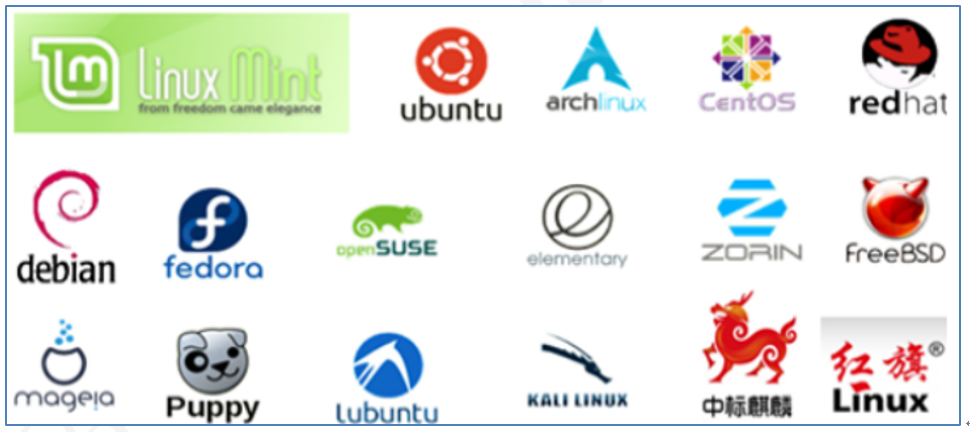 Linux Mint
from freedom came elegance
ubuntu
archlinux
CentOS
redhat
debian
fedora
openSUSE
elementary
ZORIN
FreeBSD
mageia
Puppy
Lubuntu
KALI LINUX
中标麒麟
红旗®
Linux